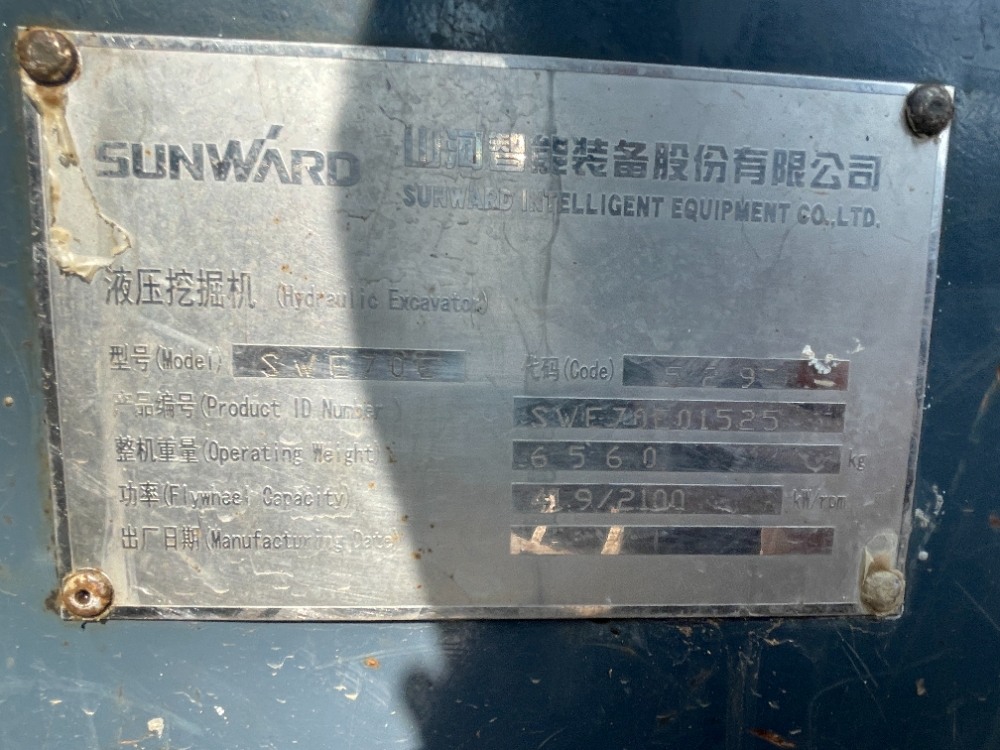 SUNWARD 山河智能装备股份有限公司
SUNWARD INTELLIGENT EQUIPMENT CO.,LTD.
液压挖掘机 (Hydraulic Excavator)
型号(Model) SWE70E 代码(Code)
产品编号(Product ID Number)
整机重量(Operating Weight) 6560 kg
功率(Flywheel Capacity) kW/rpm
出厂日期(Manufacturing Date)